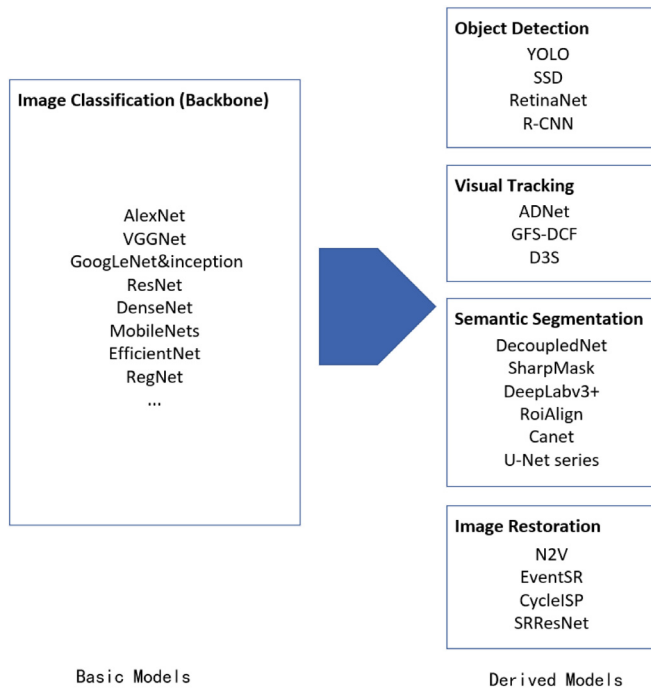 Image Classification (Backbone)
AlexNet
VGGNet
GoogLeNet&inception
ResNet
DenseNet
MobileNets
EfficientNet
RegNet
...
Basic Models
Object Detection
YOLO
SSD
RetinaNet
R-CNN
Visual Tracking
ADNet
GFS-DCF
D3S
Semantic Segmentation
DecoupledNet
SharpMask
DeepLabv3+
RoiAlign
Canet
U-Net series
Image Restoration
N2V
EventSR
CycleISP
SRResNet
Derived Models